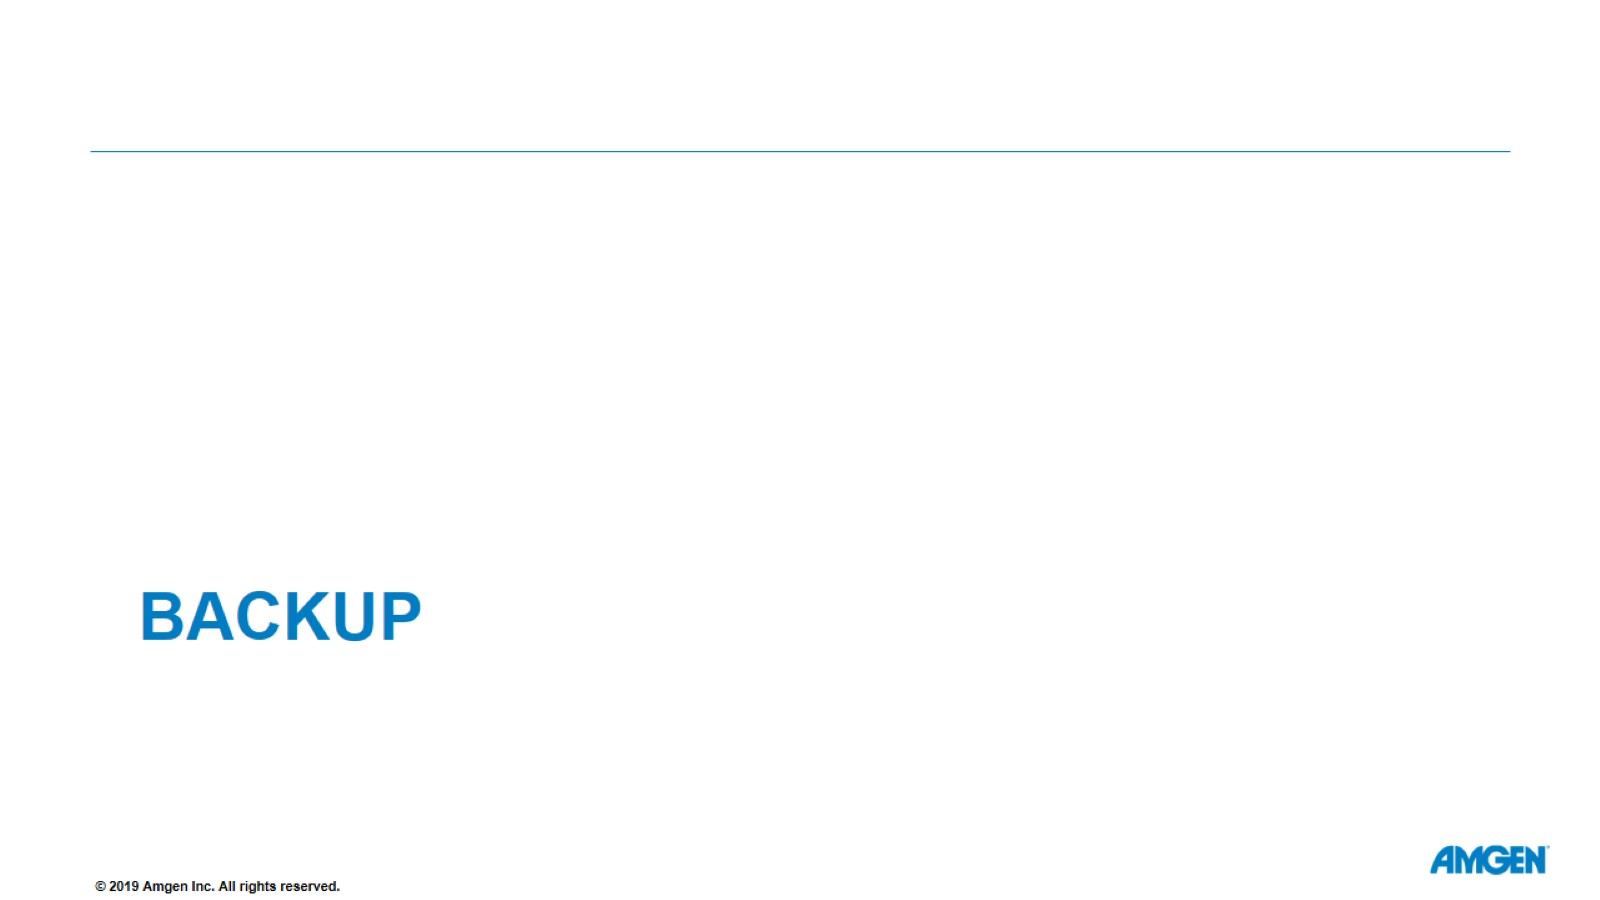 BACKUP
AMGEN
© 2019 Amgen Inc. All rights reserved.